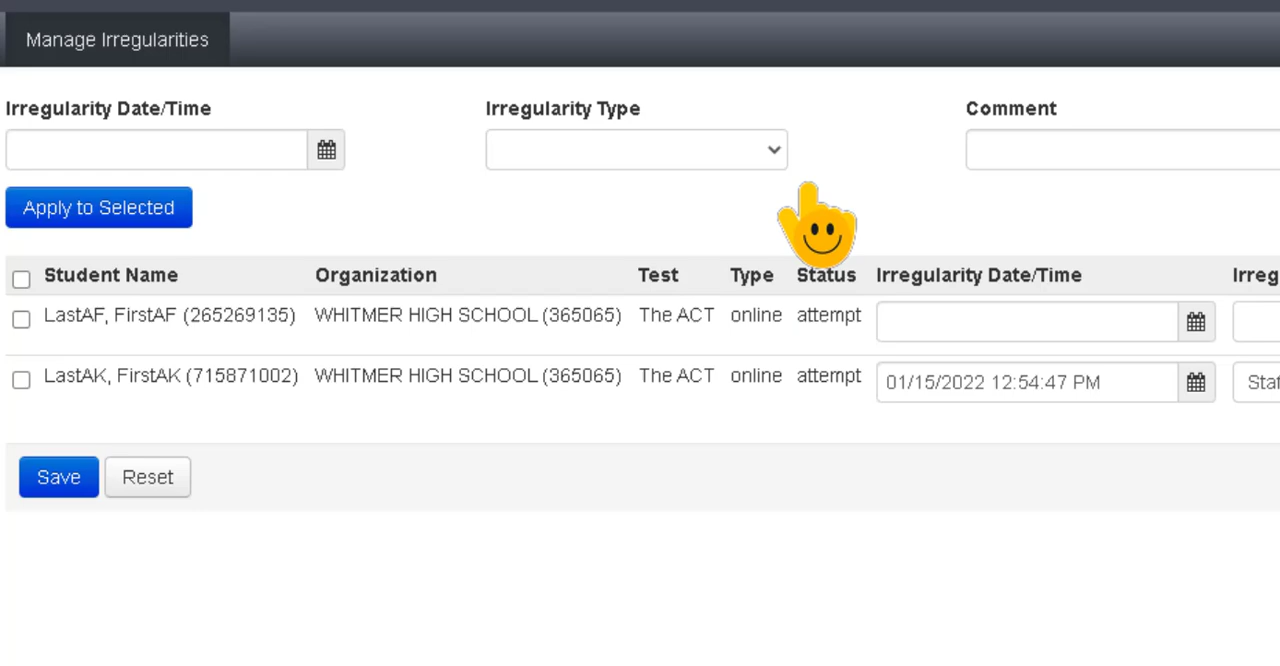 Manage Irregularities
Irregularity Date/Time Irregularity Type Comment
Apply to Selected
Student Name Organization Test Type Status Irregularity Date/Time Irreg
LastAF, FirstAF (265269135) WHITMER HIGH SCHOOL (365065) The ACT online attempt
LastAK, FirstAK (715871002) WHITMER HIGH SCHOOL (365065) The ACT online attempt 01/15/2022 12:54:47 PM Stat
Save Reset